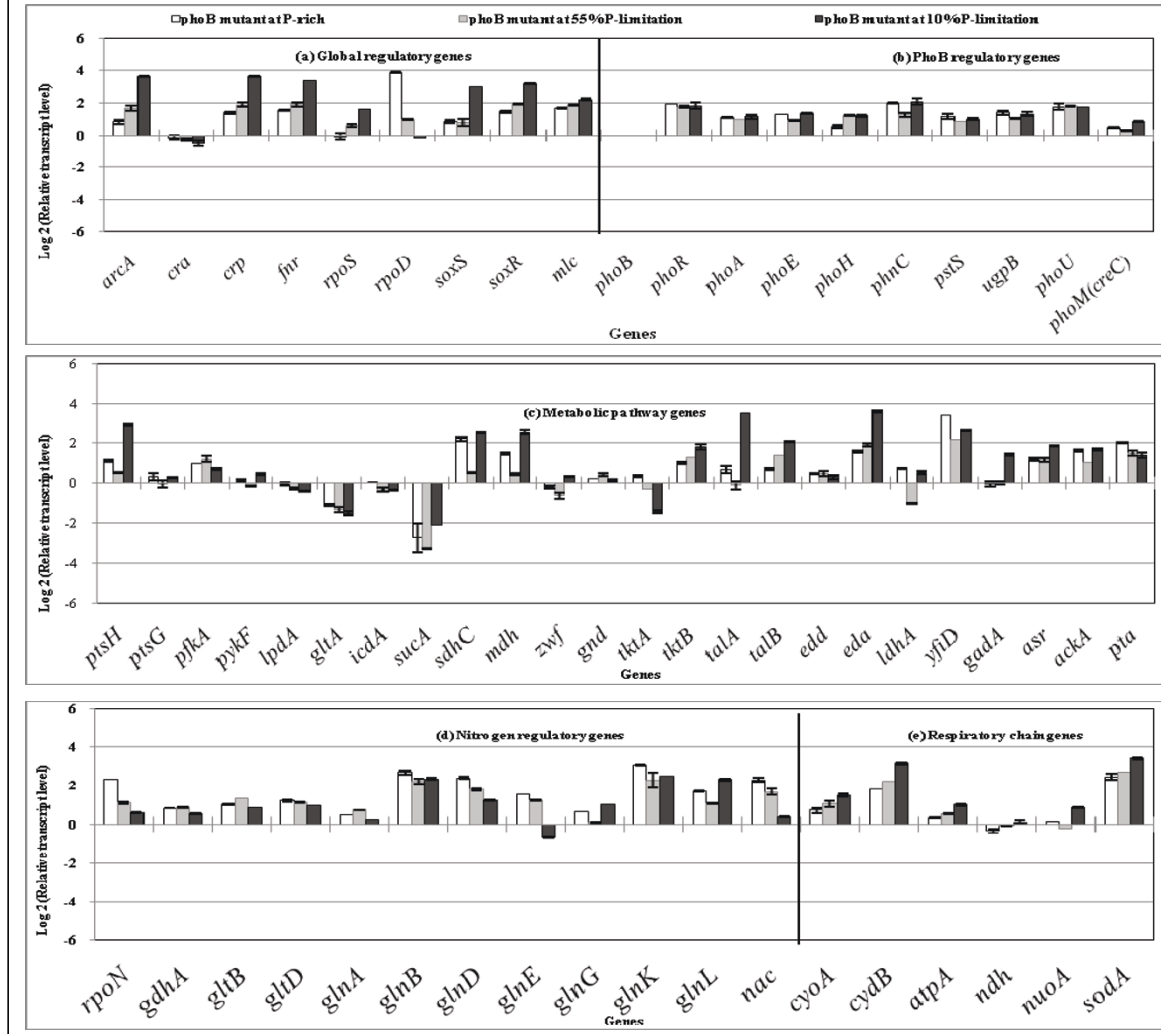 phoB mutant at P-rich phoB mutant at 55%P-limitation phoB mutant at 10%P-limitation
(a) Global regulatory genes (b) PhoB regulatory genes
Log 2 (Relative transcript level)
6
4
2
0
-2
-4
-6
arcA cra crp fnr rpoS rpoD soxS soxR mlc phoB phoR phoA phoE phoH phnC pstS ugpB phoU phoM(creC)
Genes
(c) Metabolic pathway genes
Log 2 (Relative transcript level)
6
4
2
0
-2
-4
-6
ptsH ptsG pfkA pykF lpdA gltA icdA sucA sdhC mdh zwf gnd tktA tktB talA talB edd eda ldhA yfiD gadA asr ackA pta
Genes
(d) Nitrogen regulatory genes (e) Respiratory chain genes
Log 2 (Relative transcript level)
6
4
2
0
-2
-4
-6
rpoN gdhA gltB gltD glnA glnB glnD glnE glnG glnK glnL nac cyoA cydB atpA ndh nuoA sodA
Genes